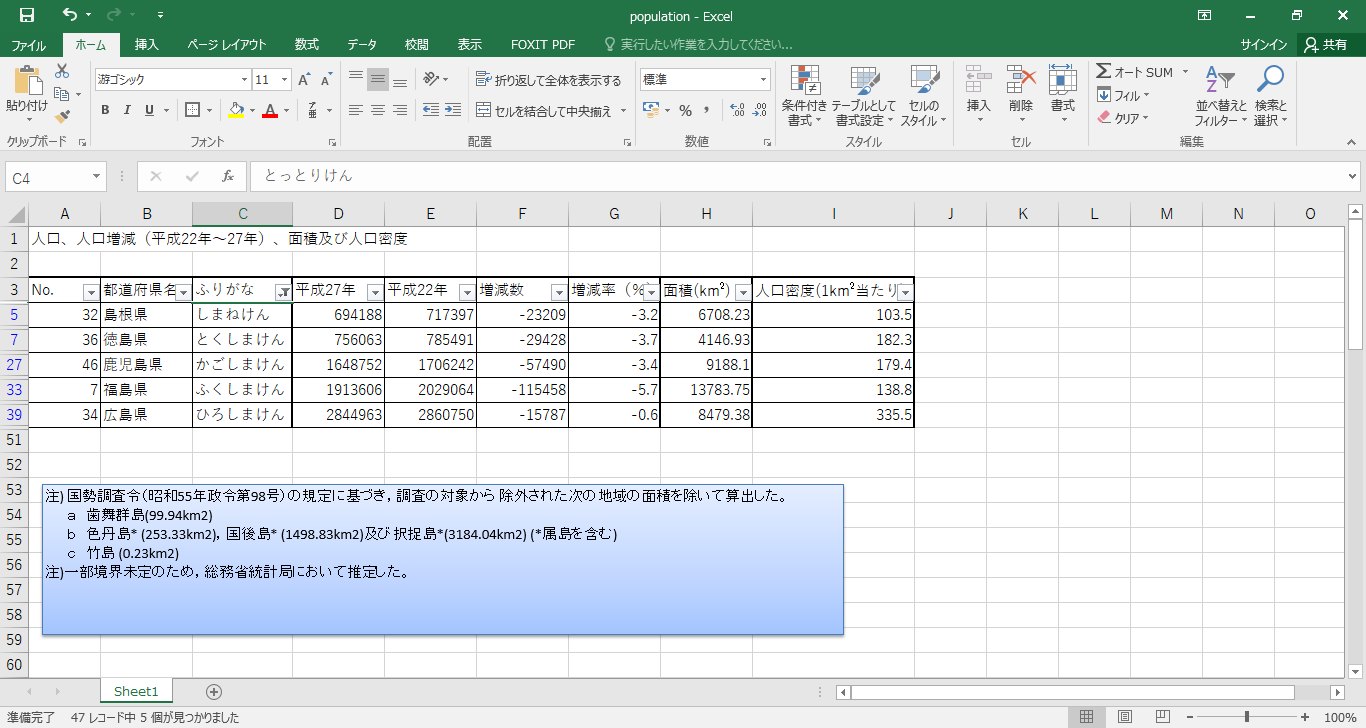 population - Excel
ファイル ホーム 挿入 ページ レイアウト 数式 データ 校閲 表示 FOXIT PDF 実行したい作業を入力してください... サインイン 共有
貼り付け 游ゴシック 11 折り返して全体を表示する 標準 条件付き書式 テーブルとして書式設定 セルのスタイル 挿入 削除 書式 Σ オート SUM 並べ替えとフィルター 検索と選択
B I U セルを結合して中央揃え % , フィル クリア
クリップボード フォント 配置 数値 スタイル セル 編集
C4 fx とっとりけん
A B C D E F G H I J K L M N O
1 人口、人口増減（平成22年～27年）、面積及び人口密度
2
3 No. 都道府県名 ふりがな 平成27年 平成22年 増減数 増減率（% 面積(km²) 人口密度(1km²当たり
5 32 島根県 しまねけん 694188 717397 -23209 -3.2 6708.23 103.5
7 36 徳島県 とくしまけん 756063 785491 -29428 -3.7 4146.93 182.3
27 46 鹿児島県 かごしまけん 1648752 1706242 -57490 -3.4 9188.1 179.4
33 7 福島県 ふくしまけん 1913606 2029064 -115458 -5.7 13783.75 138.8
39 34 広島県 ひろしまけん 2844963 2860750 -15787 -0.6 8479.38 335.5
51
52
53 注) 国勢調査令（昭和55年政令第98号）の規定に基づき，調査の対象から 除外された次の 地域の面積を除いて算出した。
54 a 歯舞群島(99.94km2)
55 b 色丹島* (253.33km2)，国後島* (1498.83km2)及び 択捉島*(3184.04km2) (*属島を含む)
56 c 竹島 (0.23km2)
57 注)一部境界未定のため，総務省統計局において推定した。
58
59
60
Sheet1
準備完了 47 レコード中 5 個が見つかりました 100%